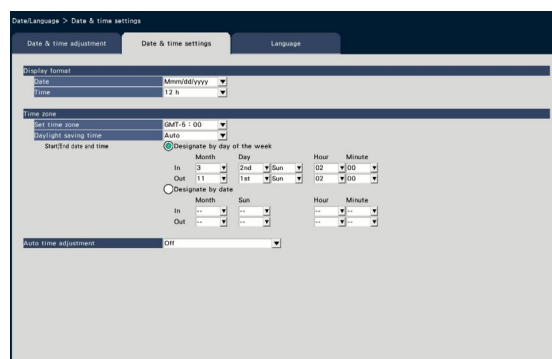 Date/Language > Date & time settings
Date & time adjustment Date & time settings Language
Display format
Date Mmm/dd/yyyy
Time 12 h
Time zone
Set time zone GMT-5 : 00
Daylight saving time Auto
Start/End date and time Designate by day of the week
Month Day Hour Minute
In 3 2nd Sun 02 00
Out 11 1st Sun 02 00
Designate by date
Month Sun Hour Minute
In -- -- -- --
Out -- -- -- --
Auto time adjustment Off